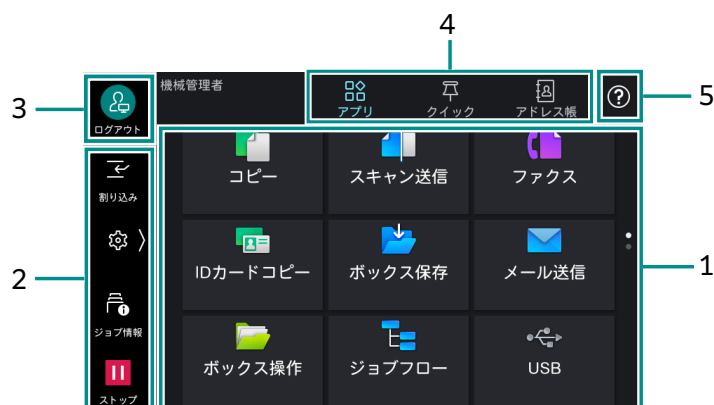 4
3
ログアウト
機械管理者
アプリ
クイック
アドレス帳
5
割り込み
コピー
スキャン送信
ファクス
2
IDカードコピー
ボックス保存
メール送信
1
ジョブ情報
ボックス操作
ジョブフロー
USB
ストップ